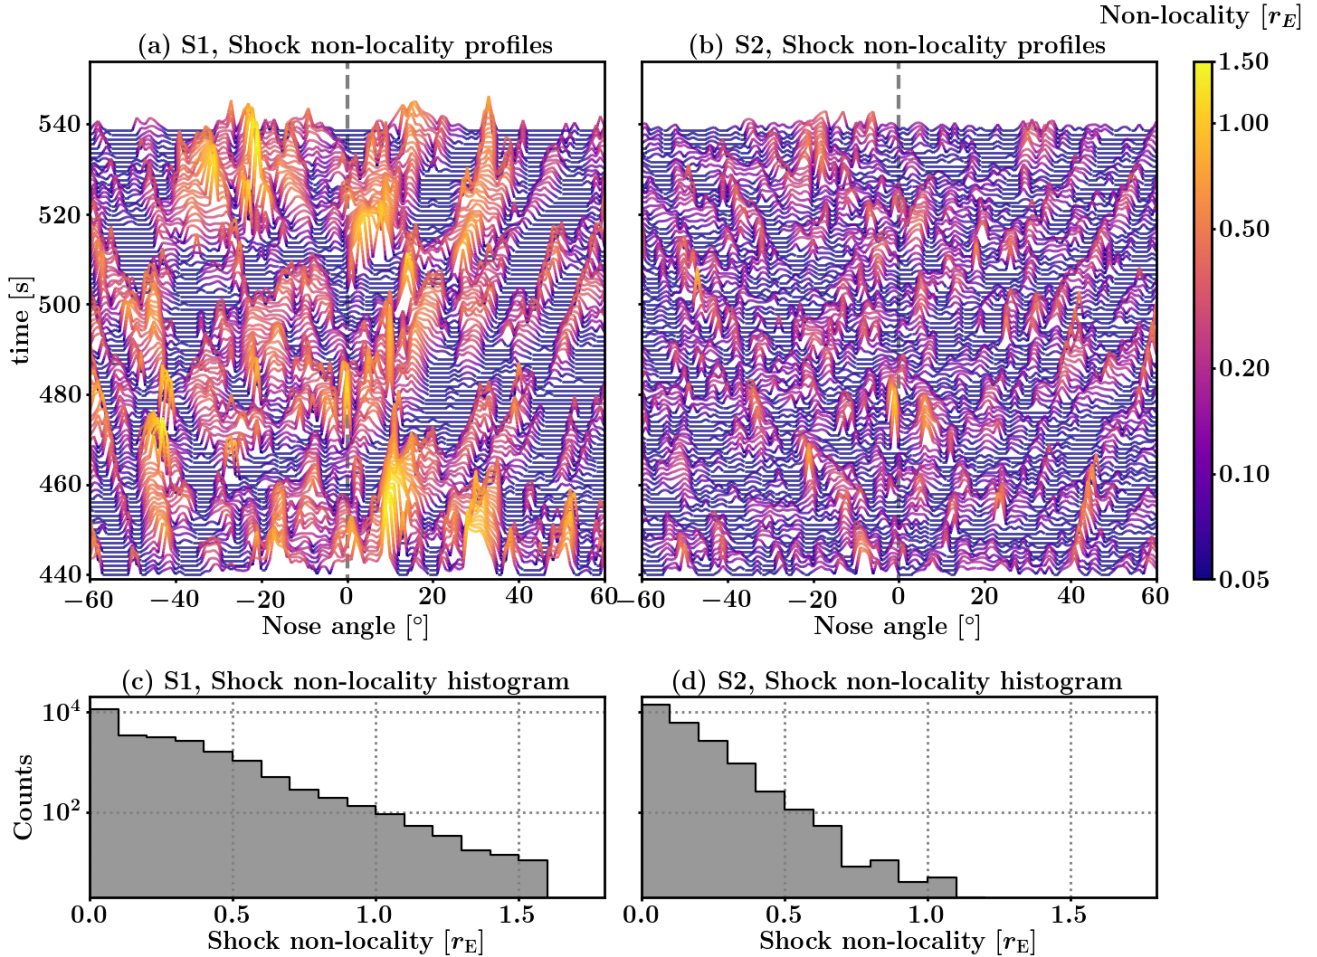 Non-locality [r_E]
(a) S1, Shock non-locality profiles
(b) S2, Shock non-locality profiles
1.50
1.00
0.50
0.20
0.10
0.05
time [s]
540
520
500
480
460
440
−60 −40 −20 0 20 40 60
−60 −40 −20 0 20 40 60
Nose angle [°]
Nose angle [°]
(c) S1, Shock non-locality histogram
(d) S2, Shock non-locality histogram
Counts
10⁴
10²
0.0 0.5 1.0 1.5
0.0 0.5 1.0 1.5
Shock non-locality [r_E]
Shock non-locality [r_E]